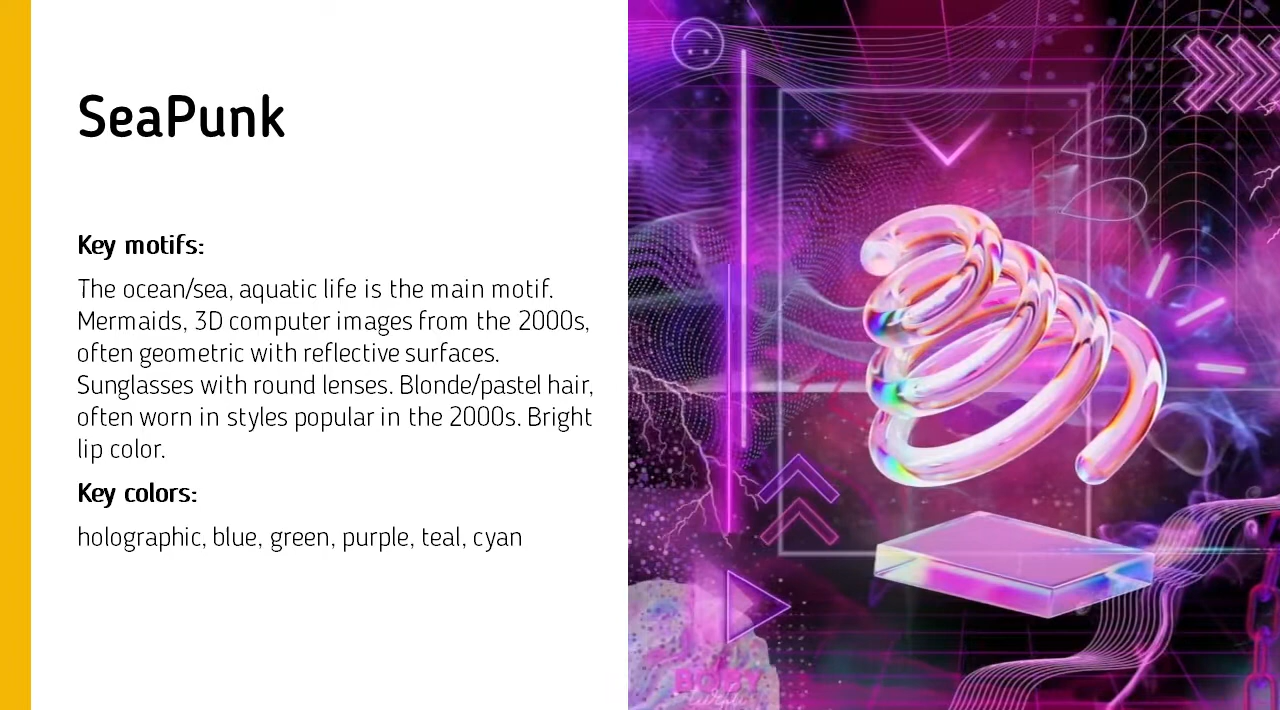 SeaPunk
Key motifs:
The ocean/sea, aquatic life is the main motif.
Mermaids, 3D computer images from the 2000s,
often geometric with reflective surfaces.
Sunglasses with round lenses. Blonde/pastel hair,
often worn in styles popular in the 2000s. Bright
lip color.
Key colors:
holographic, blue, green, purple, teal, cyan